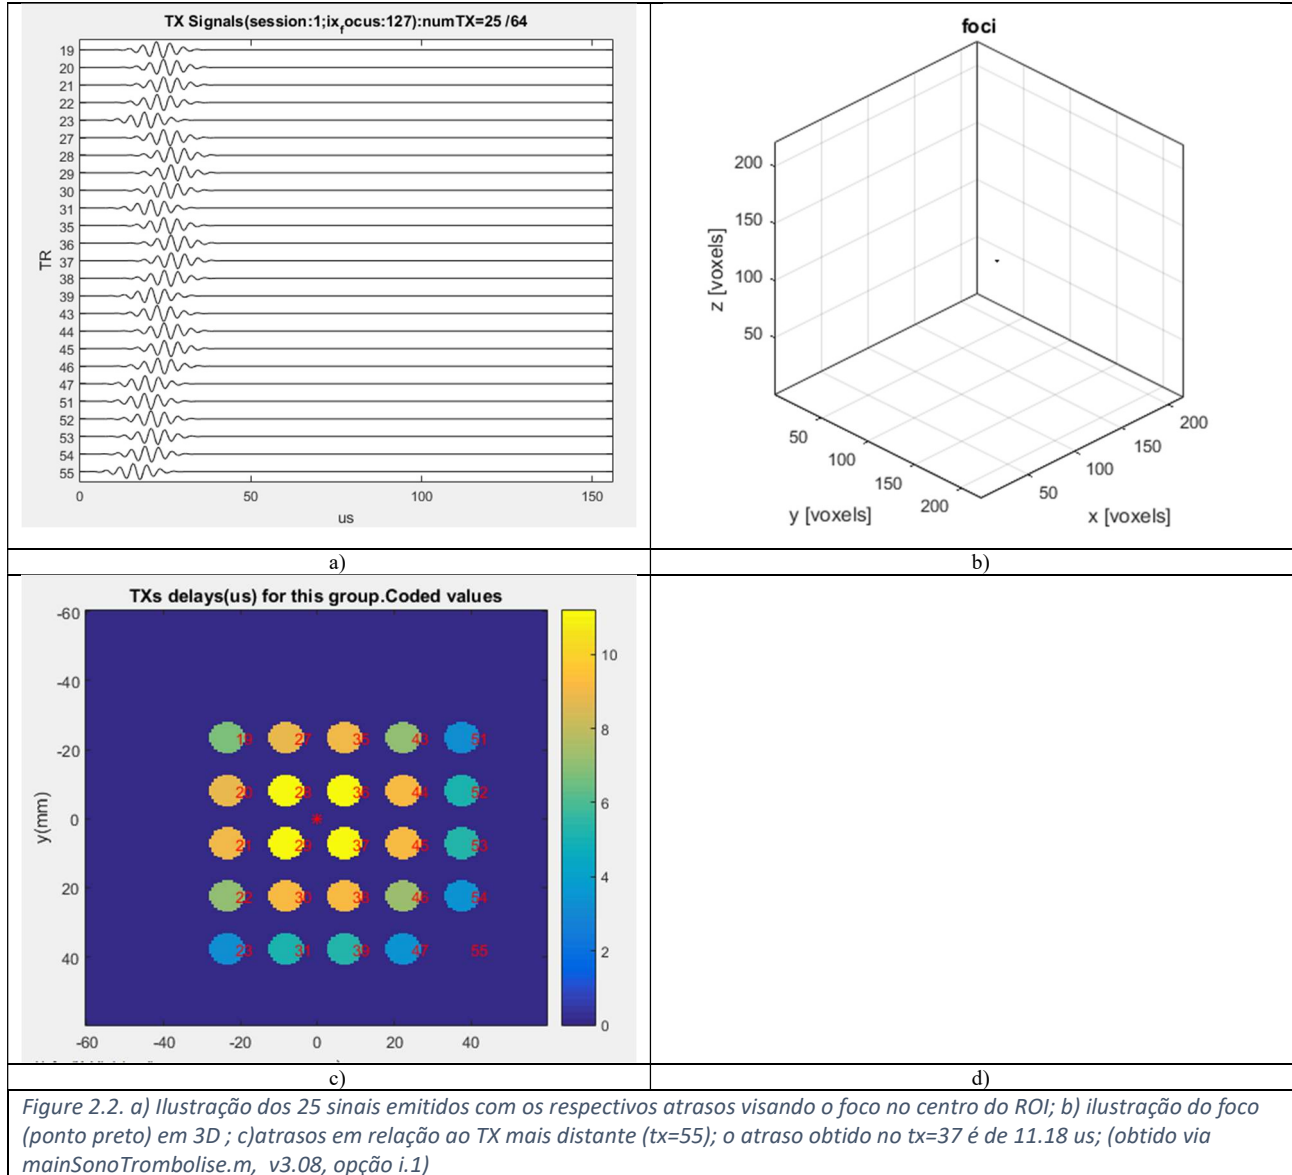 TX Signals(session:1;ix_focus:127):numTX=25 /64
19
20
21
22
23
27
28
29
30
31
35
36
37
38
39
43
44
45
46
47
51
52
53
54
55
TR
0 50 100 150
us
a)
foci
200
150
100
50
z [voxels]
50 100 150 200
y [voxels]
50 100 150 200
x [voxels]
b)
TXs delays(us) for this group.Coded values
-60
-40
-20
0
20
40
y(mm)
19 27 35 43 51
20 28 36 44 52
*
21 29 37 45 53
22 30 38 46 54
23 31 39 47 55
-60 -40 -20 0 20 40
10
8
6
4
2
0
c)
d)
Figure 2.2. a) Ilustração dos 25 sinais emitidos com os respectivos atrasos visando o foco no centro do ROI; b) ilustração do foco
(ponto preto) em 3D ; c)atrasos em relação ao TX mais distante (tx=55); o atraso obtido no tx=37 é de 11.18 us; (obtido via
mainSonoTrombolise.m, v3.08, opção i.1)